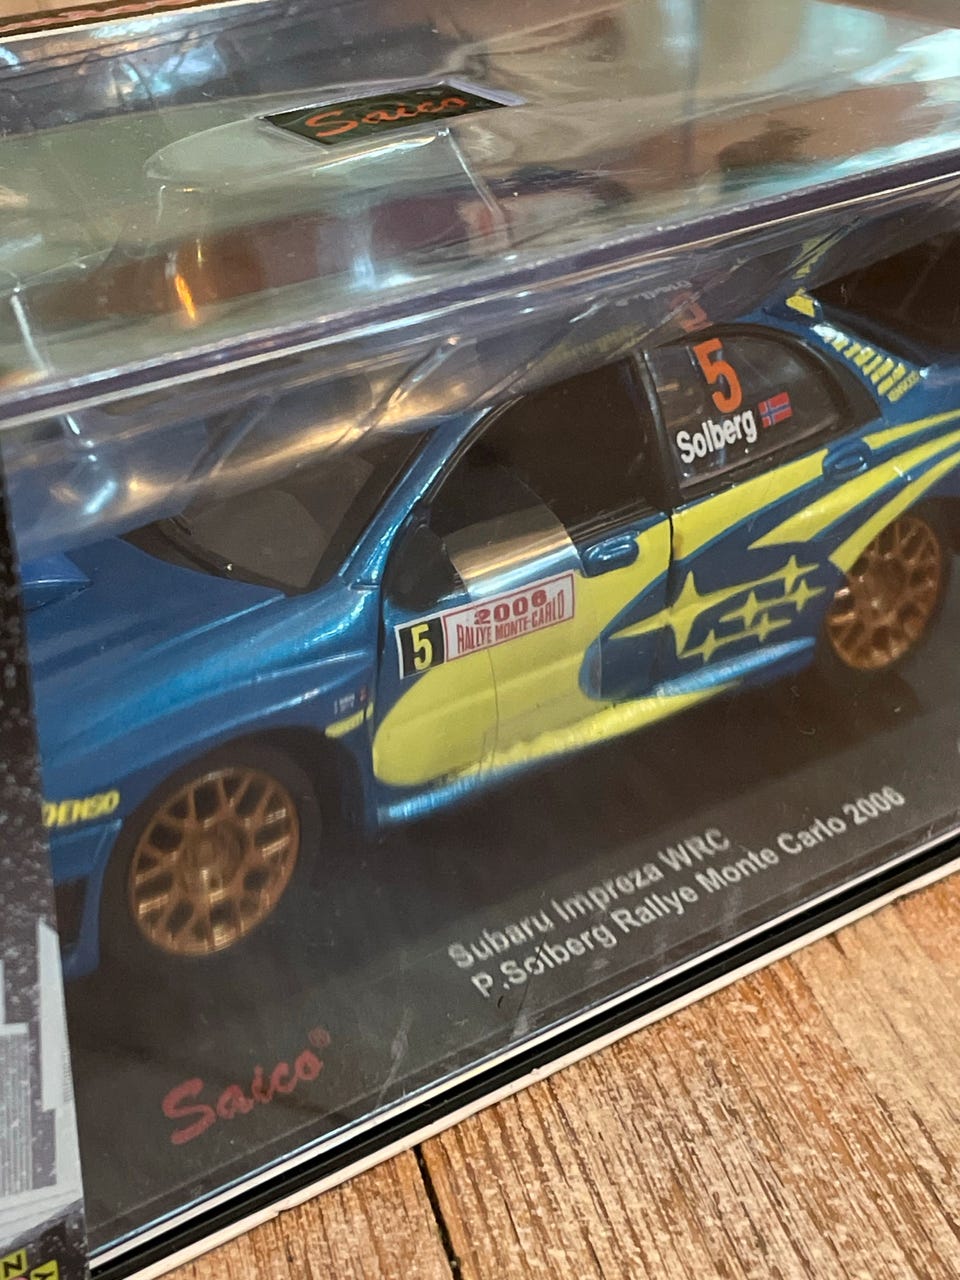 Saico
5
Solberg
5
2006
RALLYE MONTE-CARLO
DENSO
Subaru Impreza WRC
P.Solberg Rallye Monte Carlo 2006
Saico®